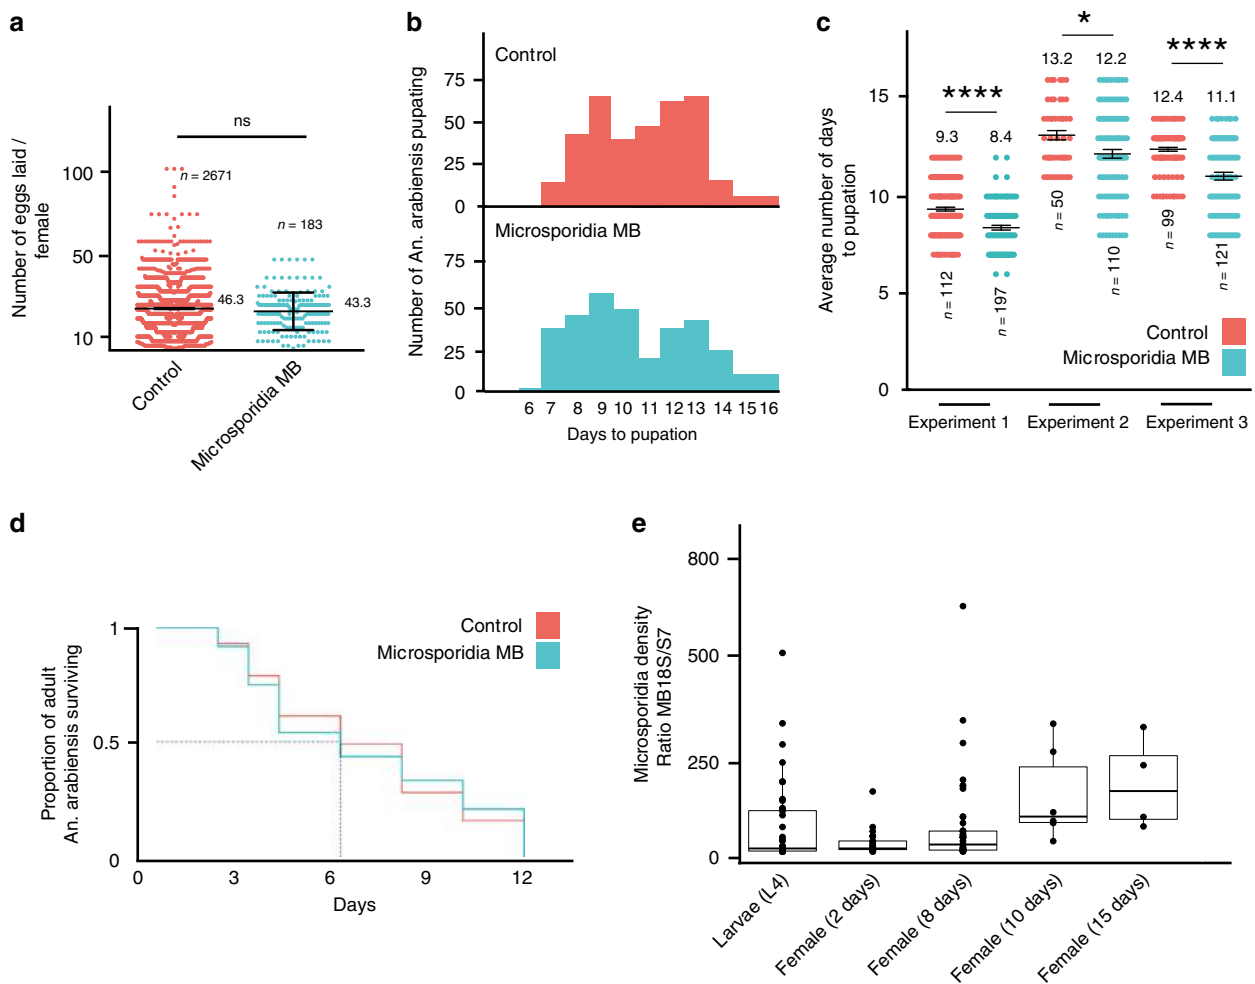 a
Number of eggs laid /
female
100
50
10
ns
n = 2671
n = 183
46.3
43.3
Control
Microsporidia MB
b
Number of An. arabiensis pupating
Control
75
50
25
0
Microsporidia MB
75
50
25
0
6 7 8 9 10 11 12 13 14 15 16
Days to pupation
c
Average number of days
to pupation
15
10
5
0
****
*
****
9.3
8.4
13.2
12.2
12.4
11.1
n = 112
n = 197
n = 50
n = 110
n = 99
n = 121
Control
Microsporidia MB
Experiment 1
Experiment 2
Experiment 3
d
Proportion of adult
An. arabiensis surviving
1
0.5
0
Control
Microsporidia MB
0 3 6 9 12
Days
e
Microsporidia density
Ratio MB18S/S7
800
500
250
0
Larvae (L4)
Female (2 days)
Female (8 days)
Female (10 days)
Female (15 days)